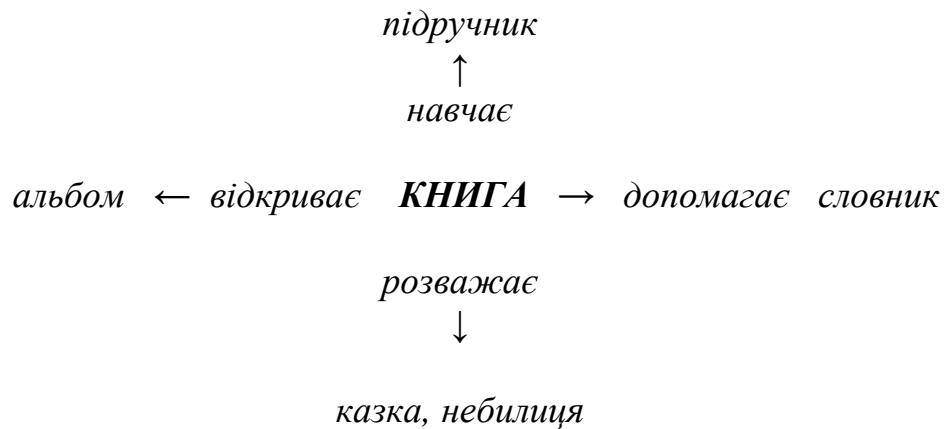 підручник
↑
навчає
альбом ← відкриває КНИГА → допомагає словник
розважає
↓
казка, небилиця